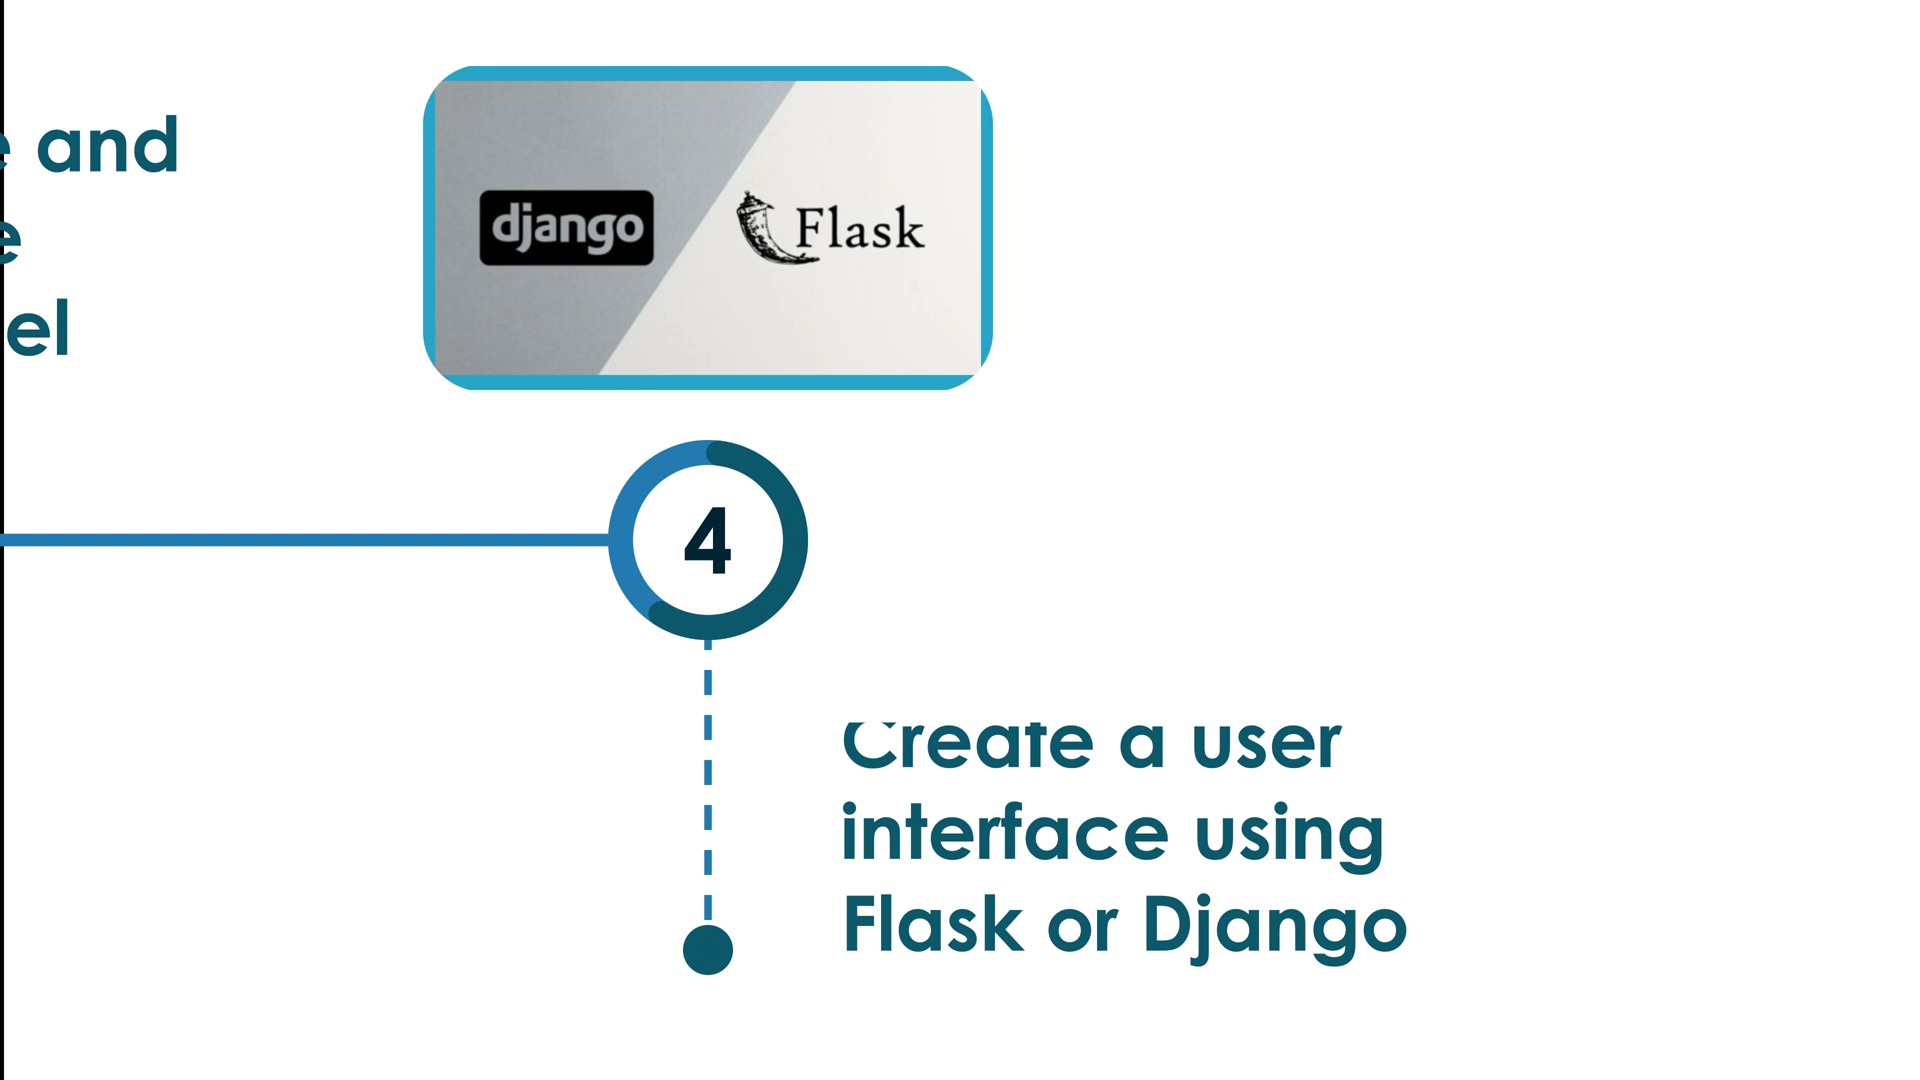 and
el
django
Flask
4
Create a user
interface using
Flask or Django